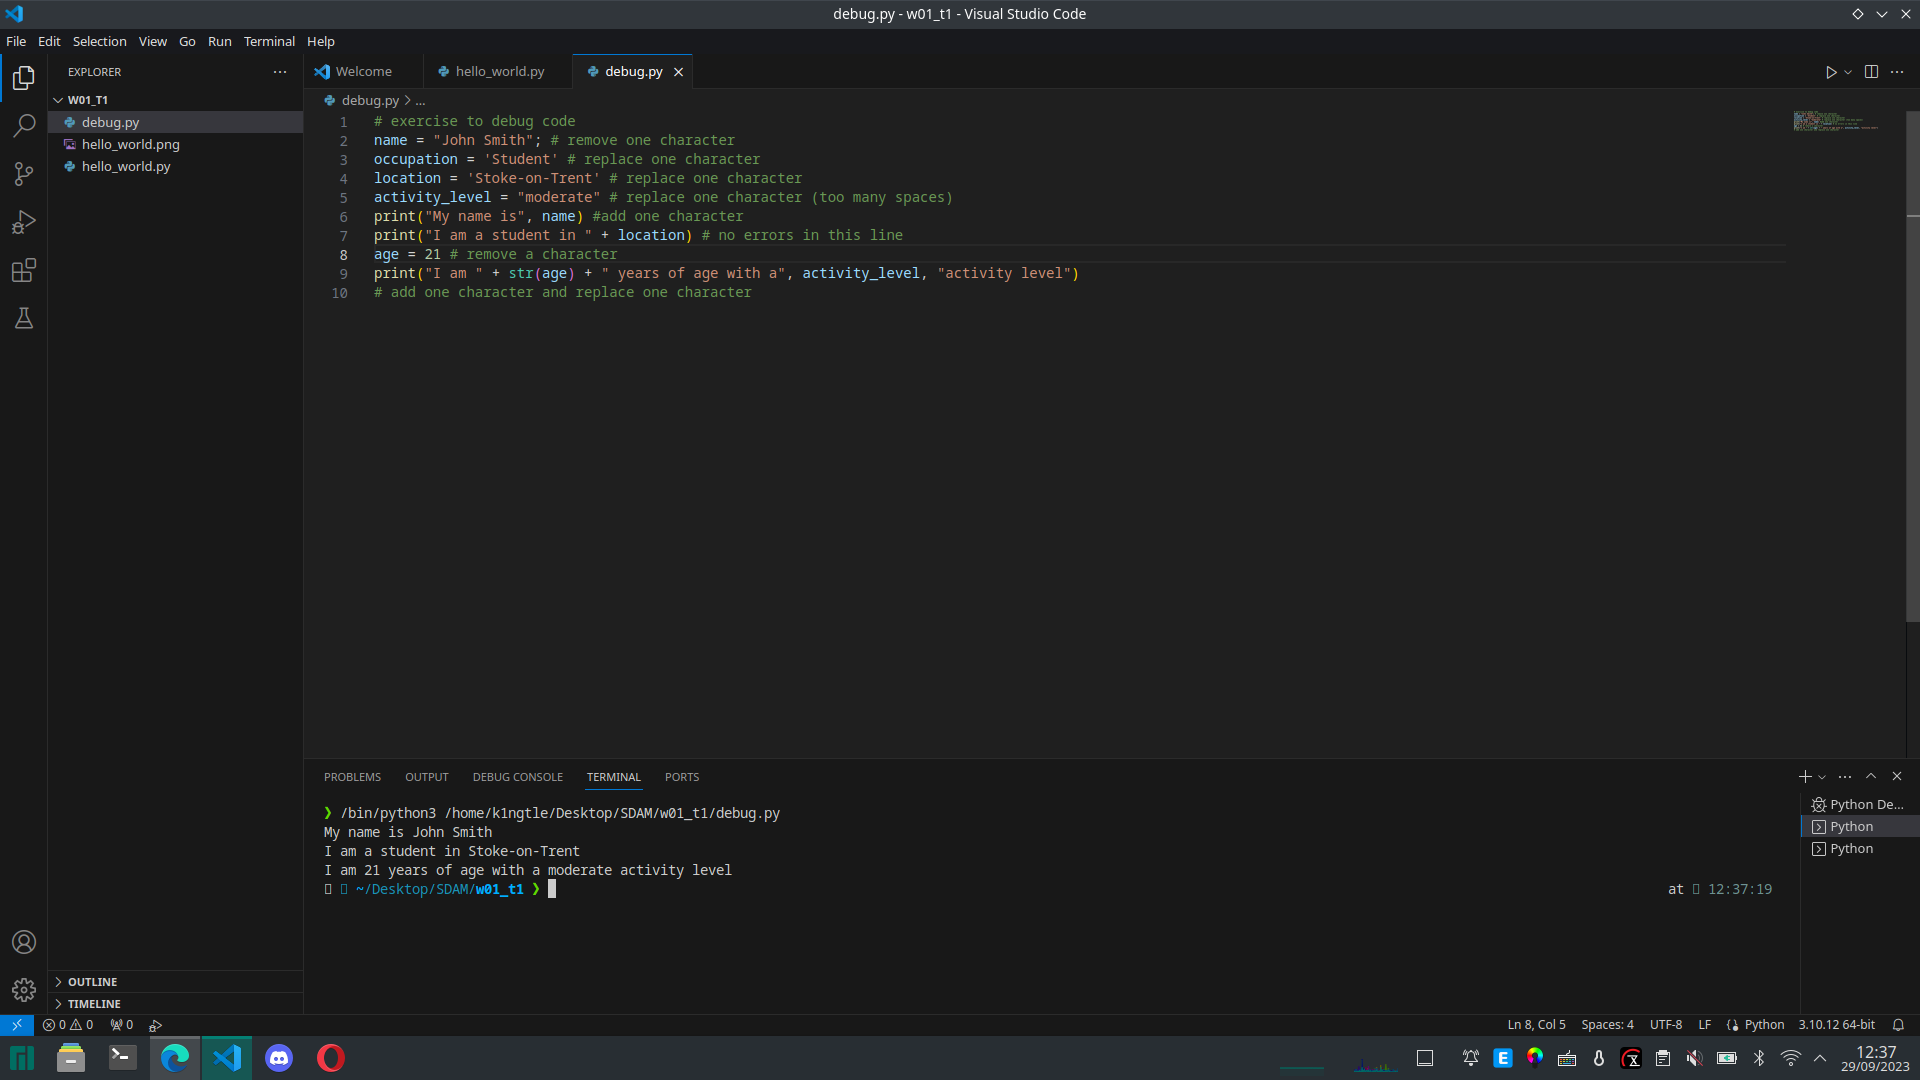 debug.py - w01_t1 - Visual Studio Code
File Edit Selection View Go Run Terminal Help
EXPLORER
W01_T1
debug.py
hello_world.png
hello_world.py
OUTLINE
TIMELINE
Welcome hello_world.py debug.py
debug.py > ...
1 # exercise to debug code
2 name = "John Smith"; # remove one character
3 occupation = 'Student' # replace one character
4 location = 'Stoke-on-Trent' # replace one character
5 activity_level = "moderate" # replace one character (too many spaces)
6 print("My name is", name) #add one character
7 print("I am a student in " + location) # no errors in this line
8 age = 21 # remove a character
9 print("I am " + str(age) + " years of age with a", activity_level, "activity level")
10 # add one character and replace one character
PROBLEMS OUTPUT DEBUG CONSOLE TERMINAL PORTS
❯ /bin/python3 /home/k1ngtle/Desktop/SDAM/w01_t1/debug.py
My name is John Smith
I am a student in Stoke-on-Trent
I am 21 years of age with a moderate activity level
~/Desktop/SDAM/w01_t1 ❯ at 12:37:19
Python De...
Python
Python
0 0 0 Ln 8, Col 5 Spaces: 4 UTF-8 LF Python 3.10.12 64-bit
E
12:37
29/09/2023